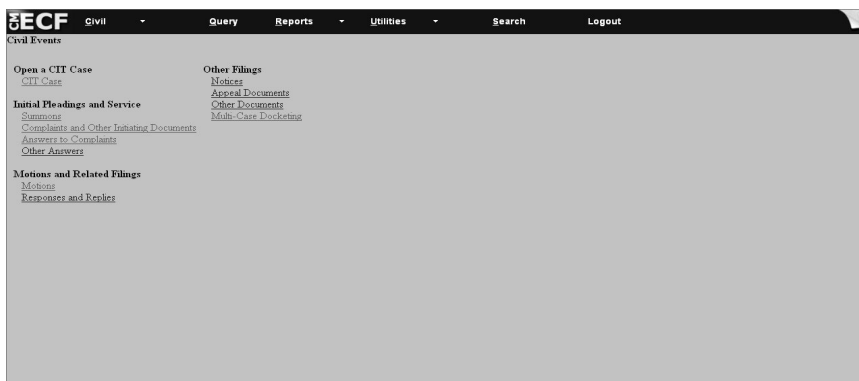 CM ECF Civil Query Reports Utilities Search Logout
Civil Events
Open a CIT Case
CIT Case
Initial Pleadings and Service
Summons
Complaints and Other Initiating Documents
Answers to Complaints
Other Answers
Motions and Related Filings
Motions
Responses and Replies
Other Filings
Notices
Appeal Documents
Other Documents
Multi-Case Docketing